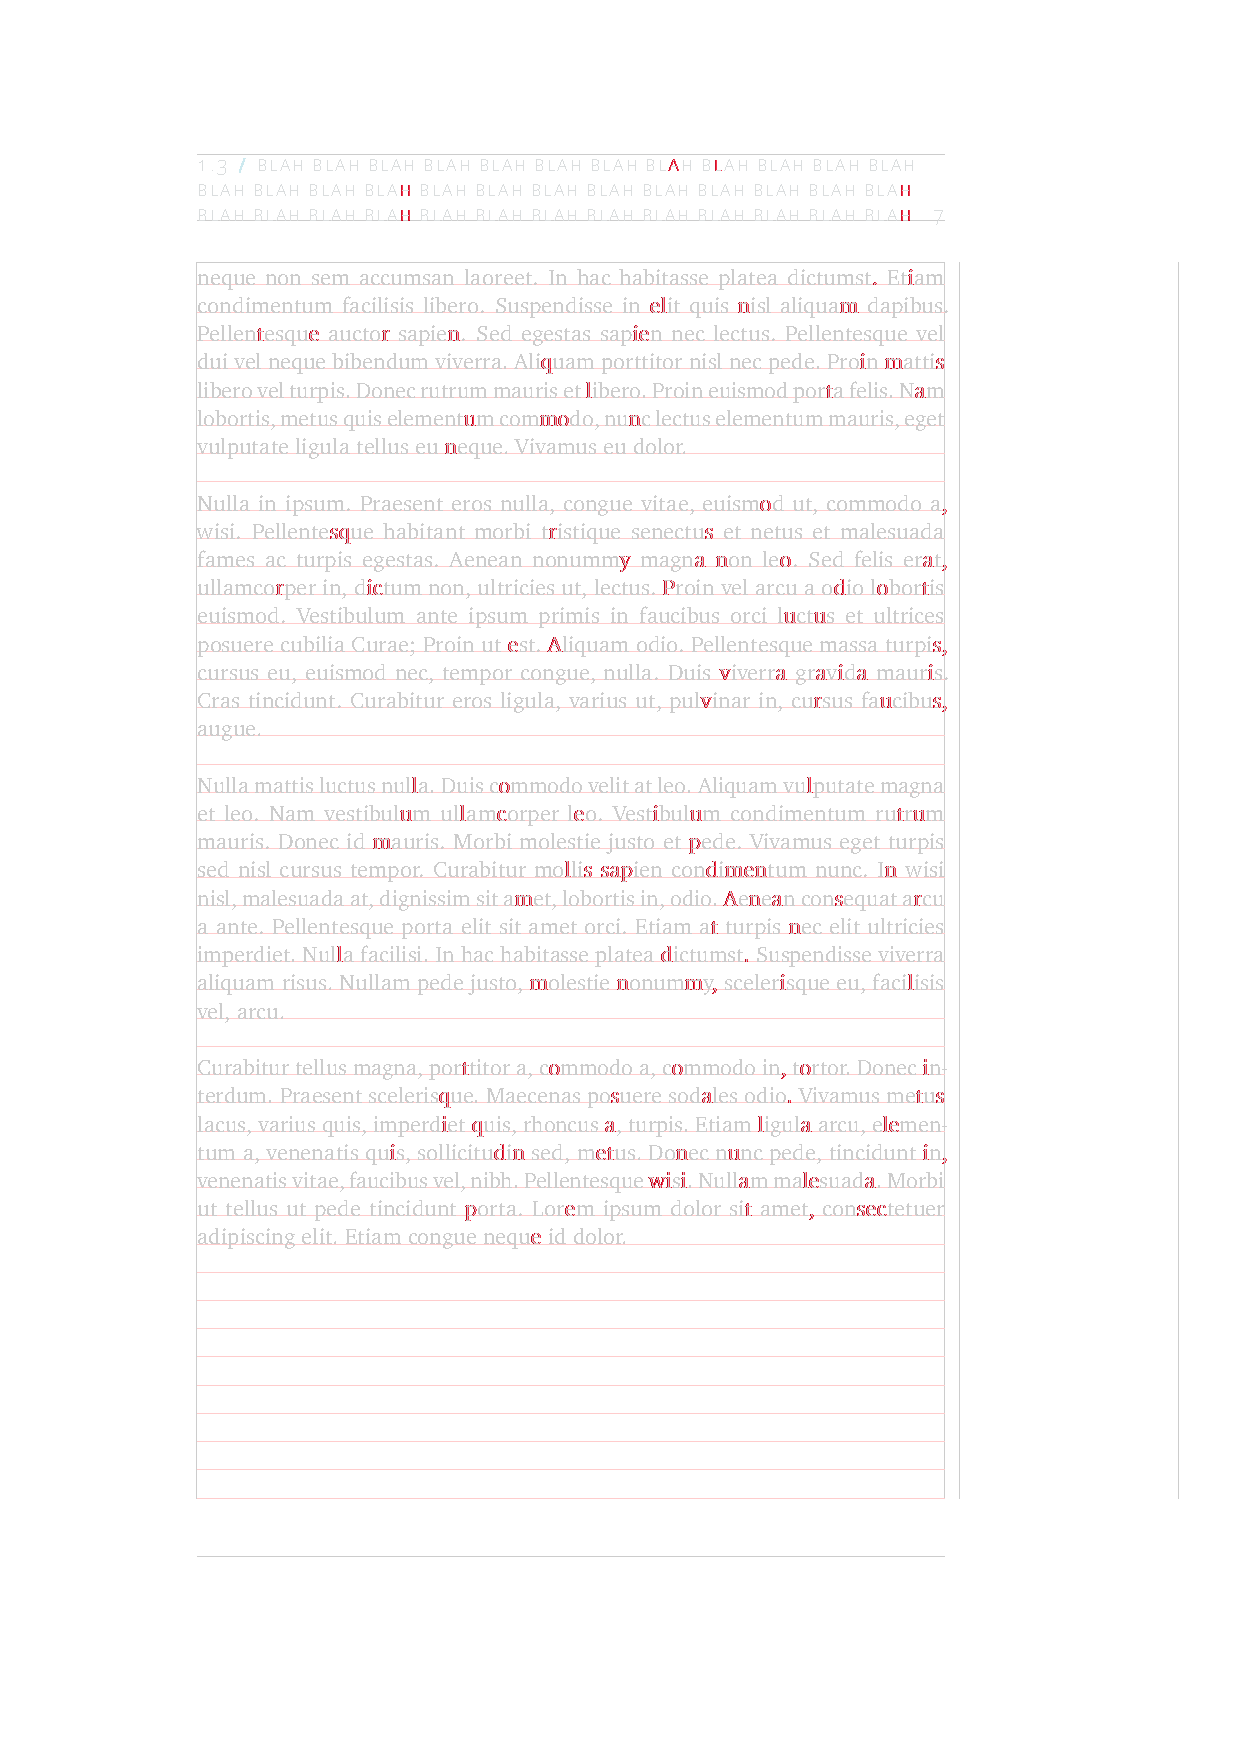 1.3 / BLAH BLAH BLAH BLAH BLAH BLAH BLAH BLAH BLAH BLAH BLAH BLAH
BLAH BLAH BLAH BLAH BLAH BLAH BLAH BLAH BLAH BLAH BLAH BLAH BLAH
BLAH BLAH BLAH BLAH BLAH BLAH BLAH BLAH BLAH BLAH BLAH BLAH BLAH 7
neque non sem accumsan laoreet. In hac habitasse platea dictumst. Etiam
condimentum facilisis libero. Suspendisse in elit quis nisl aliquam dapibus.
Pellentesque auctor sapien. Sed egestas sapien nec lectus. Pellentesque vel
dui vel neque bibendum viverra. Aliquam porttitor nisl nec pede. Proin mattis
libero vel turpis. Donec rutrum mauris et libero. Proin euismod porta felis. Nam
lobortis, metus quis elementum commodo, nunc lectus elementum mauris, eget
vulputate ligula tellus eu neque. Vivamus eu dolor.
Nulla in ipsum. Praesent eros nulla, congue vitae, euismod ut, commodo a,
wisi. Pellentesque habitant morbi tristique senectus et netus et malesuada
fames ac turpis egestas. Aenean nonummy magna non leo. Sed felis erat,
ullamcorper in, dictum non, ultricies ut, lectus. Proin vel arcu a odio lobortis
euismod. Vestibulum ante ipsum primis in faucibus orci luctus et ultrices
posuere cubilia Curae; Proin ut est. Aliquam odio. Pellentesque massa turpis,
cursus eu, euismod nec, tempor congue, nulla. Duis viverra gravida mauris.
Cras tincidunt. Curabitur eros ligula, varius ut, pulvinar in, cursus faucibus,
augue.
Nulla mattis luctus nulla. Duis commodo velit at leo. Aliquam vulputate magna
et leo. Nam vestibulum ullamcorper leo. Vestibulum condimentum rutrum
mauris. Donec id mauris. Morbi molestie justo et pede. Vivamus eget turpis
sed nisl cursus tempor. Curabitur mollis sapien condimentum nunc. In wisi
nisl, malesuada at, dignissim sit amet, lobortis in, odio. Aenean consequat arcu
a ante. Pellentesque porta elit sit amet orci. Etiam at turpis nec elit ultricies
imperdiet. Nulla facilisi. In hac habitasse platea dictumst. Suspendisse viverra
aliquam risus. Nullam pede justo, molestie nonummy, scelerisque eu, facilisis
vel, arcu.
Curabitur tellus magna, porttitor a, commodo a, commodo in, tortor. Donec in-
terdum. Praesent scelerisque. Maecenas posuere sodales odio. Vivamus metus
lacus, varius quis, imperdiet quis, rhoncus a, turpis. Etiam ligula arcu, elemen-
tum a, venenatis quis, sollicitudin sed, metus. Donec nunc pede, tincidunt in,
venenatis vitae, faucibus vel, nibh. Pellentesque wisi. Nullam malesuada. Morbi
ut tellus ut pede tincidunt porta. Lorem ipsum dolor sit amet, consectetuer
adipiscing elit. Etiam congue neque id dolor.